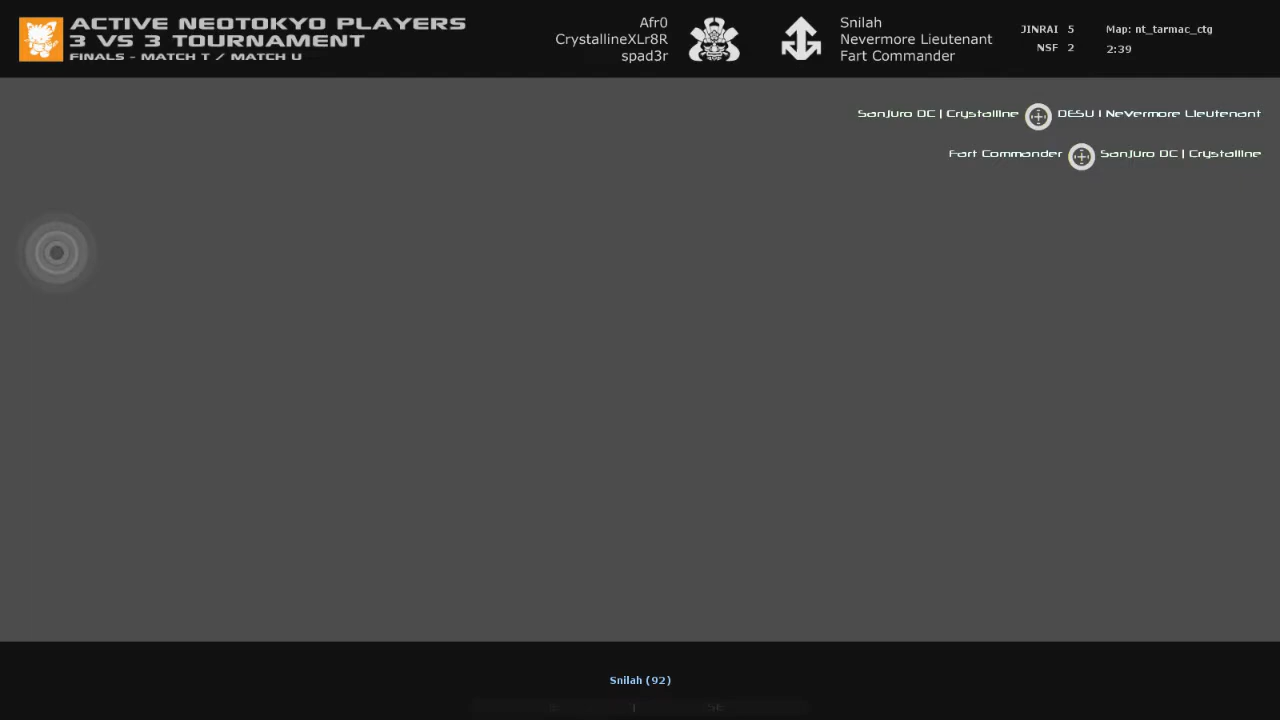 ACTIVE NEOTOKYO PLAYERS
3 VS 3 TOURNAMENT
FINALS - MATCH T / MATCH U
Afr0
CrystallineXLr8R
spad3r
Snilah
Nevermore Lieutenant
Fart Commander
JINRAI 5
NSF 2
Map: nt_tarmac_ctg
2:39
SanJuro DC | Crystalline DESU I Nevermore Lieutenant
Fart Commander SanJuro DC | Crystalline
Snilah (92)